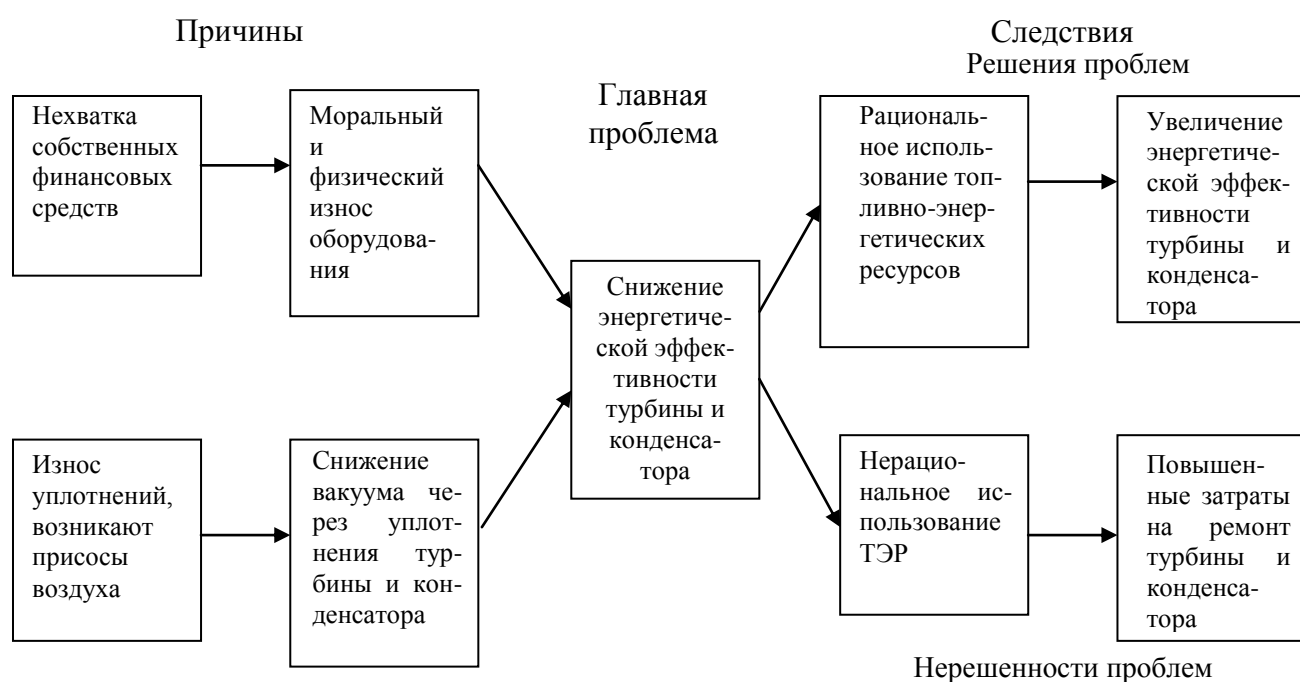 Причины
Следствия
Решения проблем
Главная
проблема
Нехватка
собственных
финансовых
средств
Моральный
и
физический
износ
оборудова-
ния
Снижение
энергетиче-
ской эффек-
тивности
турбины и
конденса-
тора
Рациональ-
ное исполь-
зование топ-
ливно-энер-
гетических
ресурсов
Увеличение
энергетиче-
ской эффек-
тивности
турбины и
конденса-
тора
Износ
уплотнений,
возникают
присосы
воздуха
Снижение
вакуума че-
рез уплот-
нения тур-
бины и кон-
денсатора
Нерацио-
нальное ис-
пользование
ТЭР
Повышен-
ные затраты
на ремонт
турбины и
конденса-
тора
Нерешенности проблем